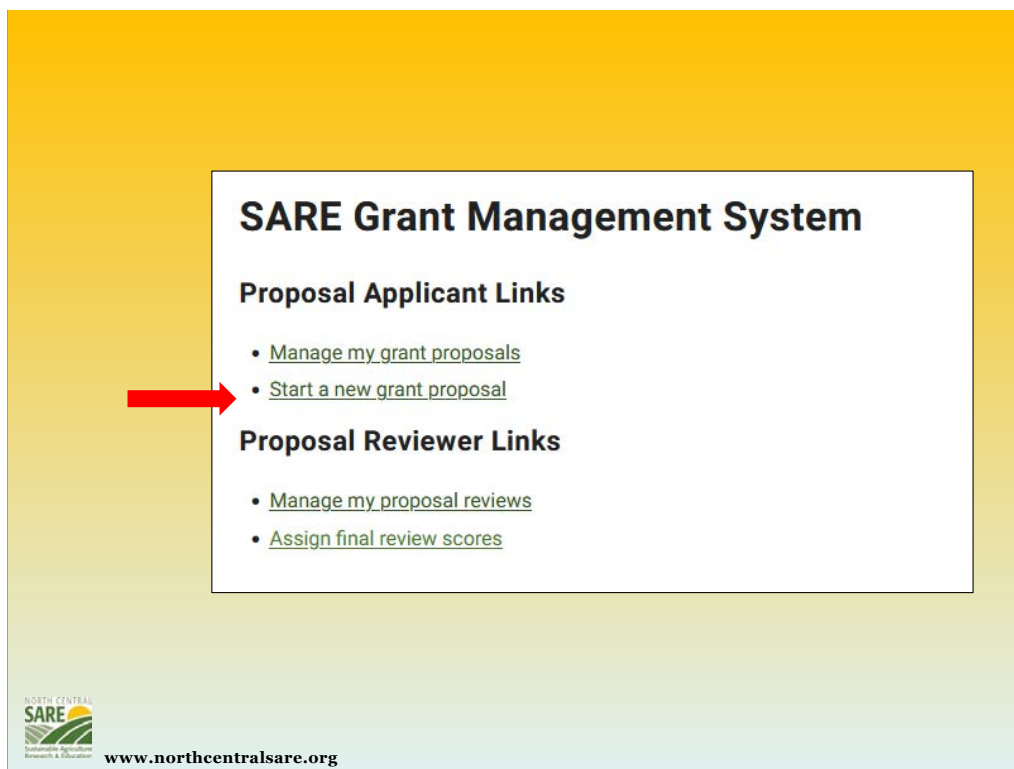 SARE Grant Management System
Proposal Applicant Links
• Manage my grant proposals
• Start a new grant proposal
Proposal Reviewer Links
• Manage my proposal reviews
• Assign final review scores
NORTH CENTRAL
SARE
Sustainable Agriculture
Research & Education
www.northcentralsare.org